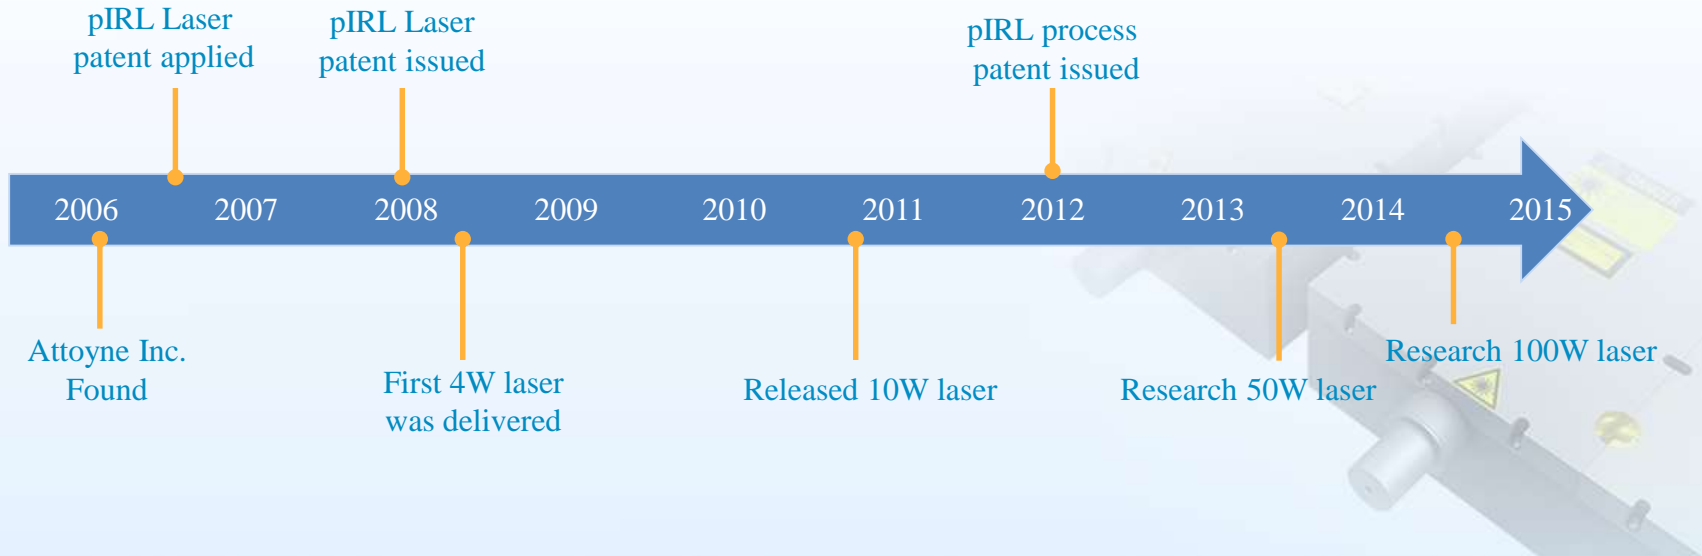 pIRL Laser
patent applied
pIRL Laser
patent issued
pIRL process
patent issued
2006 2007 2008 2009 2010 2011 2012 2013 2014 2015
Attoyne Inc.
Found
First 4W laser
was delivered
Released 10W laser
Research 50W laser
Research 100W laser